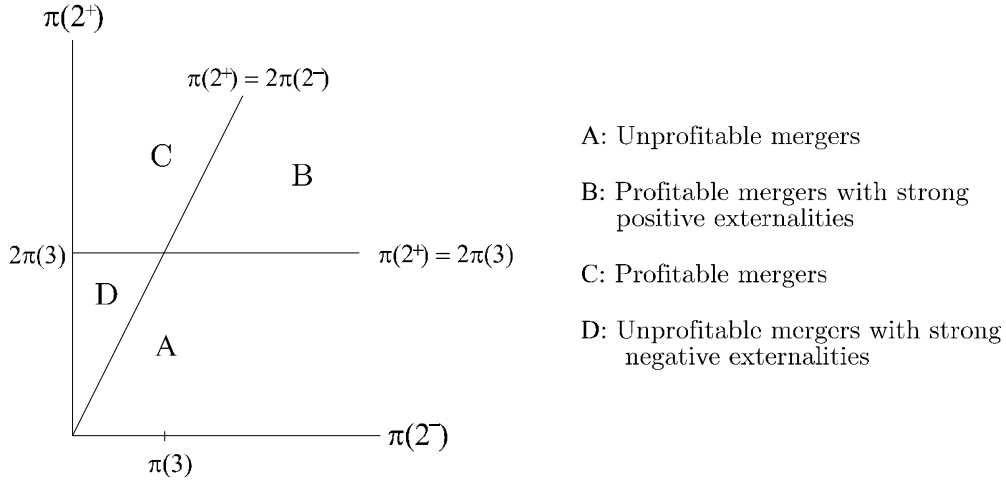 π(2⁺)
π(2⁺) = 2π(2⁻)
C
B
2π(3)
π(2⁺) = 2π(3)
D
A
π(2⁻)
π(3)
A: Unprofitable mergers
B: Profitable mergers with strong
positive externalities
C: Profitable mergers
D: Unprofitable mergers with strong
negative externalities